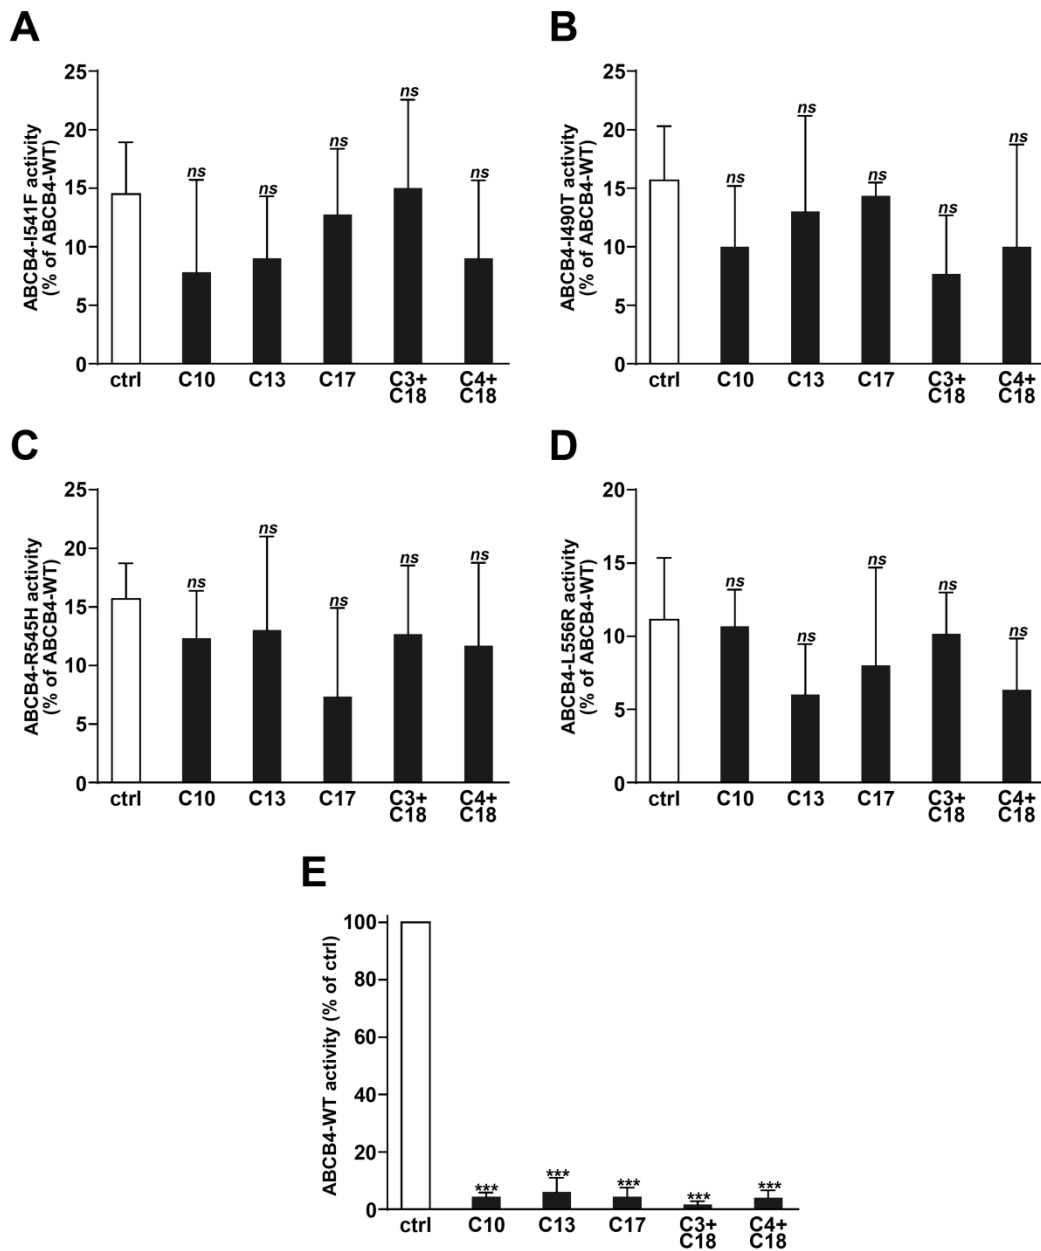 A
ABCB4-I541F activity
(% of ABCB4-WT)
25
20
15
10
5
0
ns
ns
ns
ns
ns
ctrl
C10
C13
C17
C3+
C18
C4+
C18
B
ABCB4-I490T activity
(% of ABCB4-WT)
25
20
15
10
5
0
ns
ns
ns
ns
ns
ctrl
C10
C13
C17
C3+
C18
C4+
C18
C
ABCB4-R545H activity
(% of ABCB4-WT)
25
20
15
10
5
0
ns
ns
ns
ns
ns
ctrl
C10
C13
C17
C3+
C18
C4+
C18
D
ABCB4-L556R activity
(% of ABCB4-WT)
20
15
10
5
0
ns
ns
ns
ns
ns
ctrl
C10
C13
C17
C3+
C18
C4+
C18
E
ABCB4-WT activity (% of ctrl)
100
80
60
40
20
0
***
***
***
***
***
ctrl
C10
C13
C17
C3+
C18
C4+
C18